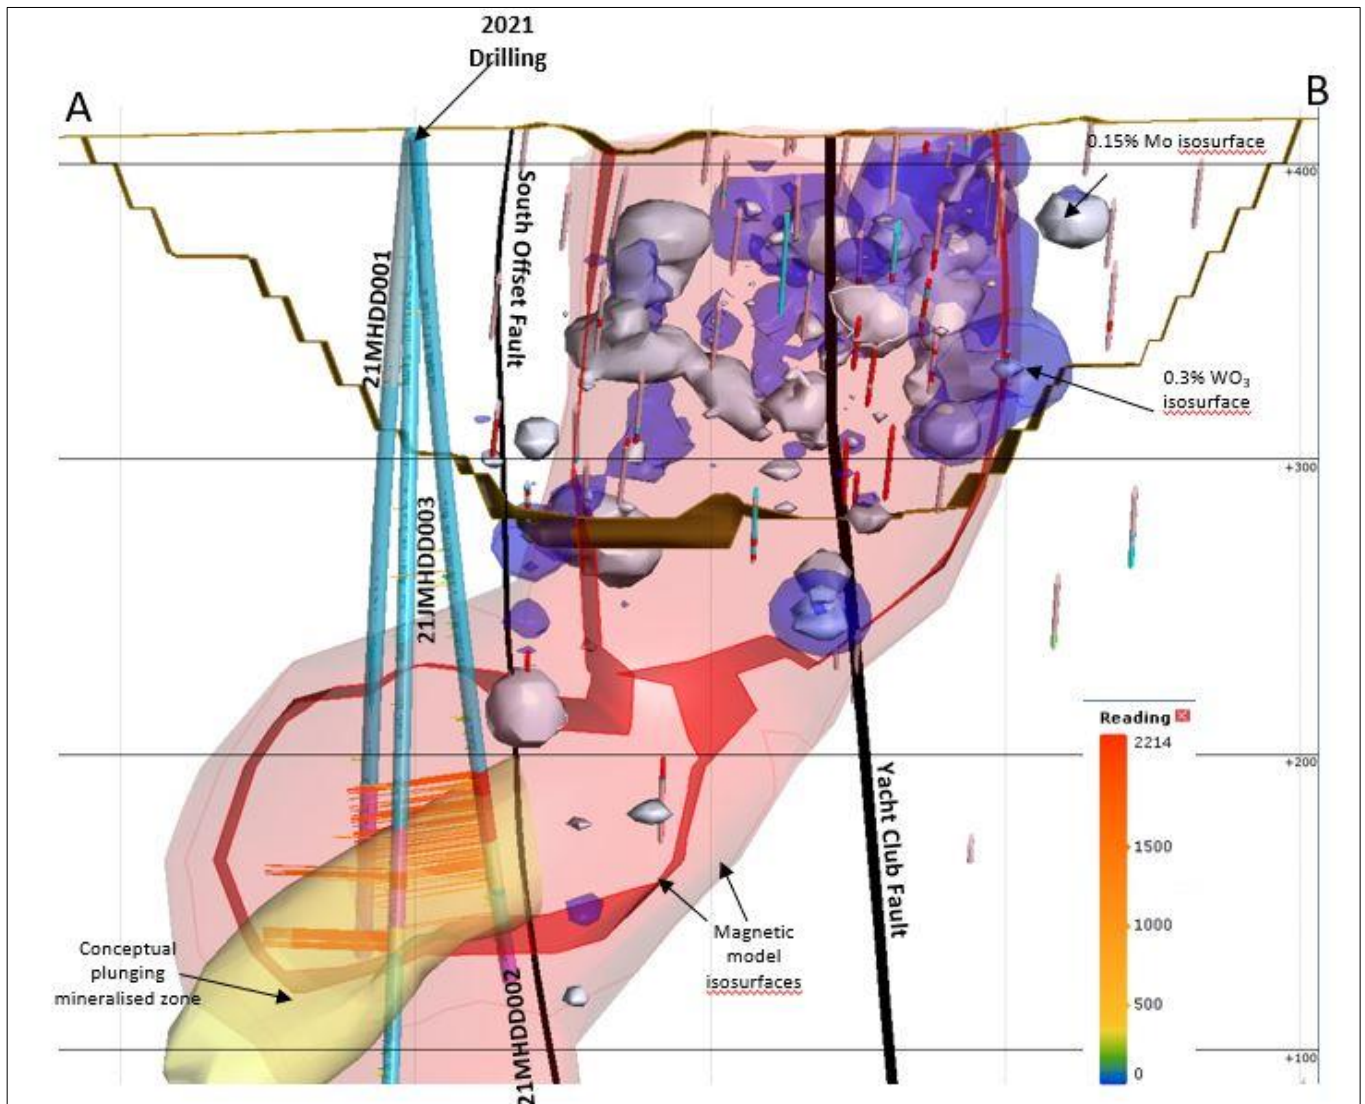 2021
Drilling
A
B
0.15% Mo isosurface
+400
South Offset Fault
21MHDD001
0.3% WO₃
isosurface
+300
21JMHDD003
Reading
2214
+200
Yacht Club Fault
1500
1000
Magnetic
model
isosurfaces
Conceptual
plunging
mineralised zone
21MHDD002
500
0
+100